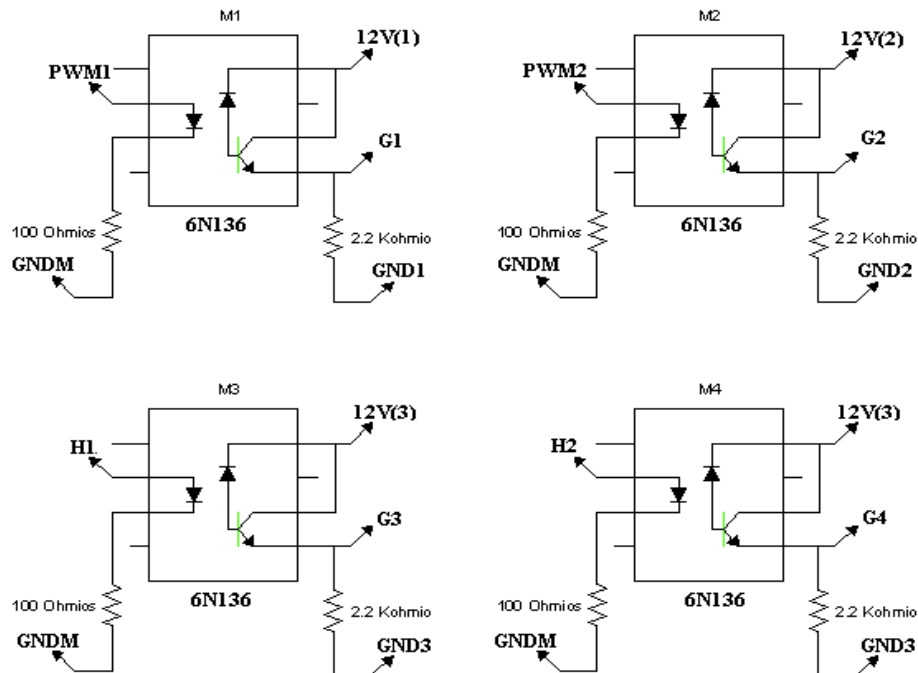 M1
12V(1)
PWM1
G1
6N136
100 Ohmios
2.2 Kohmio
GNDM
GND1
M2
12V(2)
PWM2
G2
6N136
100 Ohmios
2.2 Kohmio
GNDM
GND2
M3
12V(3)
H1.
G3
6N136
100 Ohmios
2.2 Kohmio
GNDM
GND3
M4
12V(3)
H2
G4
6N136
100 Ohmios
2.2 Kohmio
GNDM
GND3